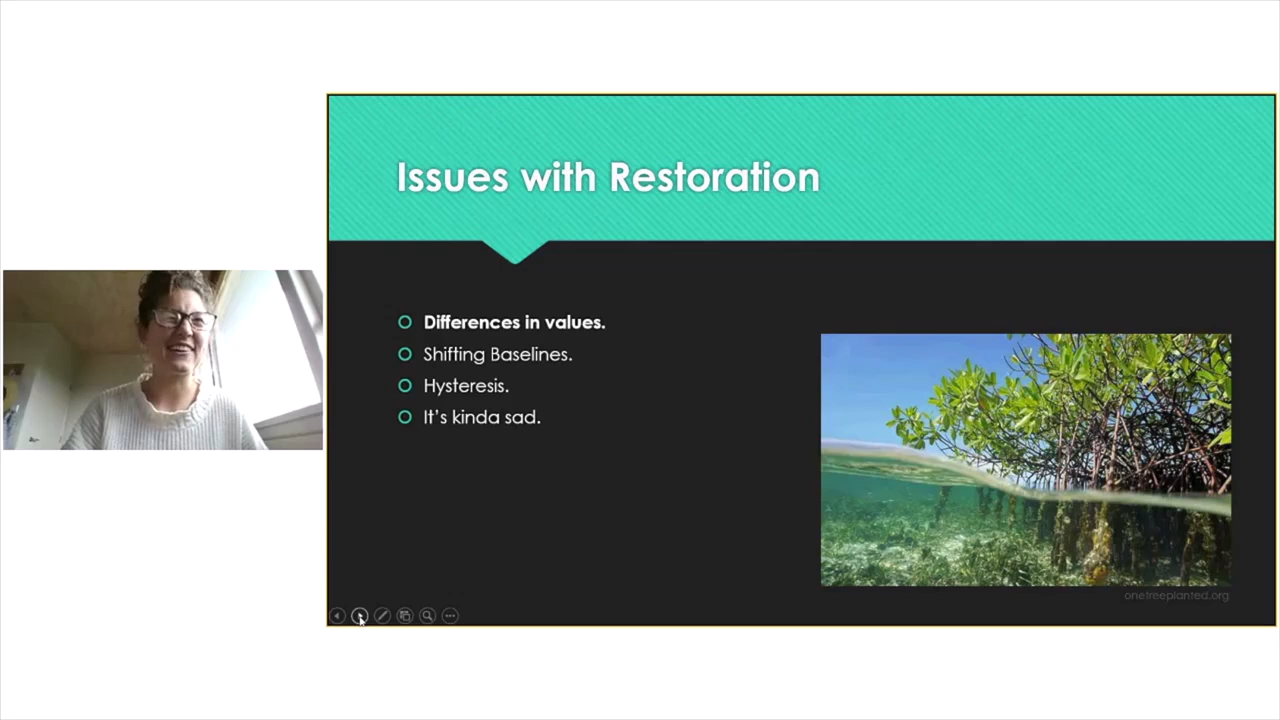 Issues with Restoration
Differences in values.
Shifting Baselines.
Hysteresis.
It's kinda sad.
onetreeplanted.org